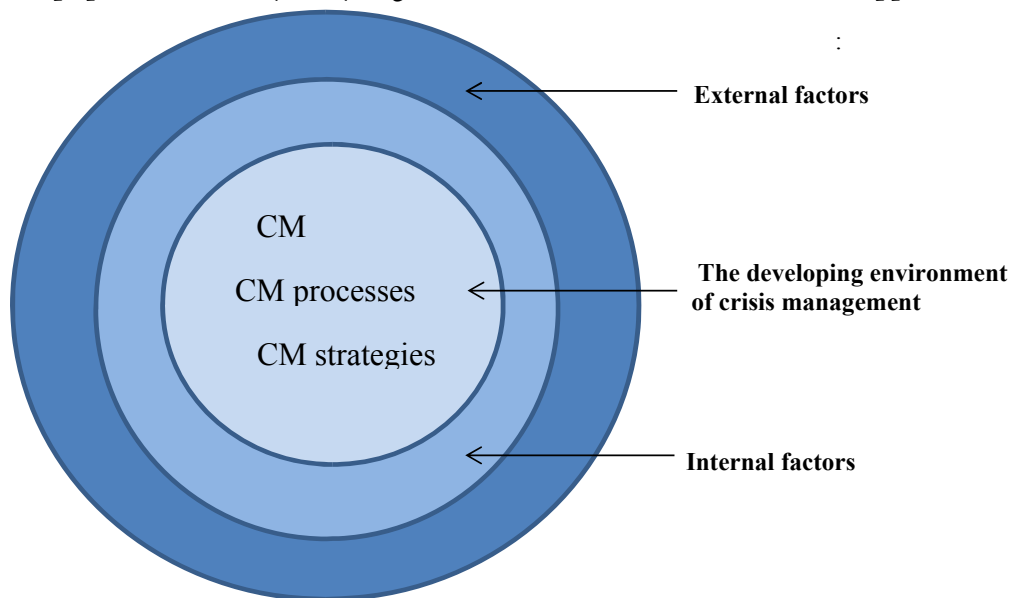 :
External factors
CM
The developing environment
CM processes
of crisis management
CM strategies
Internal factors